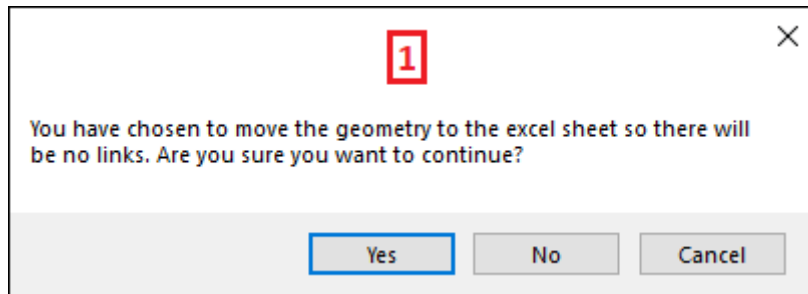 1
You have chosen to move the geometry to the excel sheet so there will
be no links. Are you sure you want to continue?
Yes No Cancel